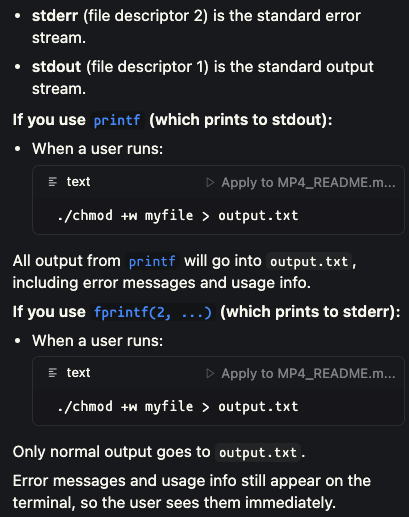 • stderr (file descriptor 2) is the standard error
stream.
• stdout (file descriptor 1) is the standard output
stream.
If you use printf (which prints to stdout):
• When a user runs:
text ▷ Apply to MP4_README.m...
./chmod +w myfile > output.txt
All output from printf will go into output.txt,
including error messages and usage info.
If you use fprintf(2, ...) (which prints to stderr):
• When a user runs:
text ▷ Apply to MP4_README.m...
./chmod +w myfile > output.txt
Only normal output goes to output.txt.
Error messages and usage info still appear on the
terminal, so the user sees them immediately.